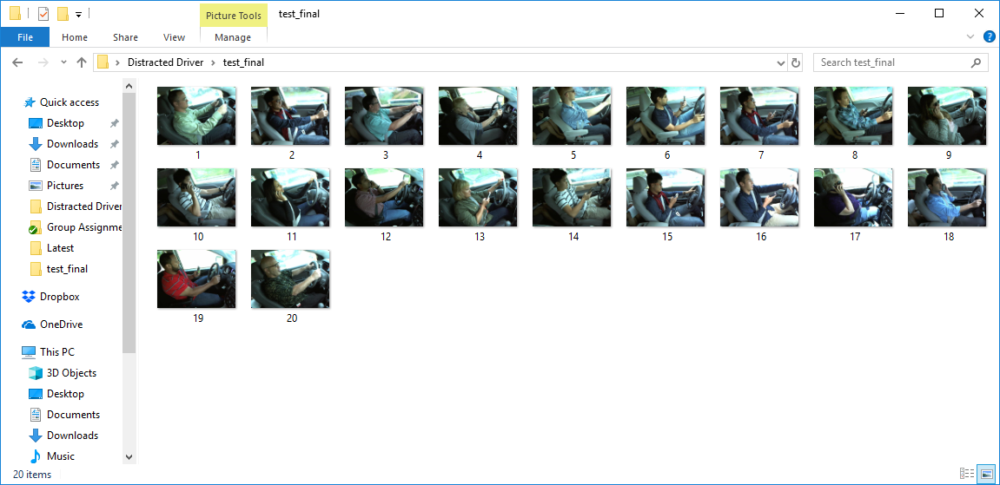 Picture Tools
test_final
File
Home
Share
View
Manage
Distracted Driver
test_final
Search test_final
Quick access
Desktop
Downloads
Documents
Pictures
Distracted Driver
Group Assignme
Latest
test_final
Dropbox
OneDrive
This PC
3D Objects
Desktop
Documents
Downloads
Music
1
2
3
4
5
6
7
8
9
10
11
12
13
14
15
16
17
18
19
20
20 items